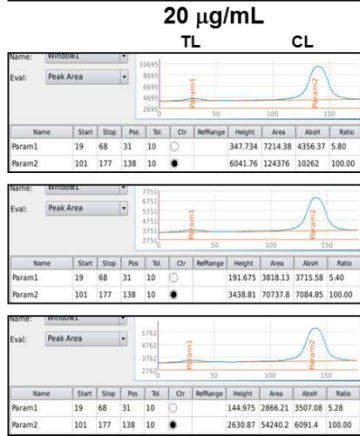 20 µg/mL
TL CL
Name: Window1
Eval: Peak Area
10695
8695
6695
4695
2695
50 100 150
Param1 Param2
Name Start Stop Pos Tol. Ctr RefRange Height Area AbsH Ratio
Param1 19 68 31 10 347.734 7214.38 4356.37 5.80
Param2 101 177 138 10 6041.76 124376 10262 100.00
Name: Window1
Eval: Peak Area
7751
6751
5751
4751
3751
2751
50 100 150
Param1 Param2
Name Start Stop Pos Tol. Ctr RefRange Height Area AbsH Ratio
Param1 19 68 31 10 191.675 3818.13 3715.58 5.40
Param2 101 177 138 10 3438.81 70737.8 7084.85 100.00
Name: Window1
Eval: Peak Area
5762
4762
3762
2762
50 100 150
Param1 Param2
Name Start Stop Pos Tol. Ctr RefRange Height Area AbsH Ratio
Param1 19 68 31 10 144.975 2866.21 3507.08 5.28
Param2 101 177 138 10 2630.87 54240.2 6091.4 100.00